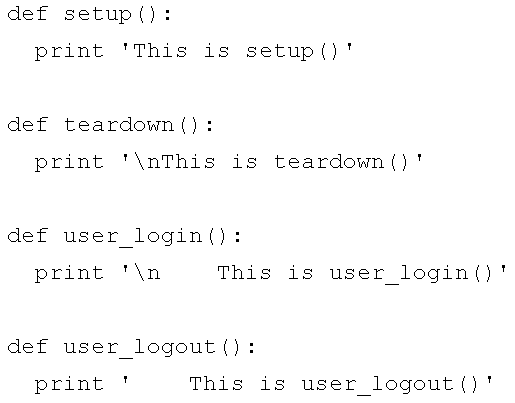 def setup():
  print 'This is setup()'

def teardown():
  print '\nThis is teardown()'

def user_login():
  print '\n    This is user_login()'

def user_logout():
  print '    This is user_logout()'